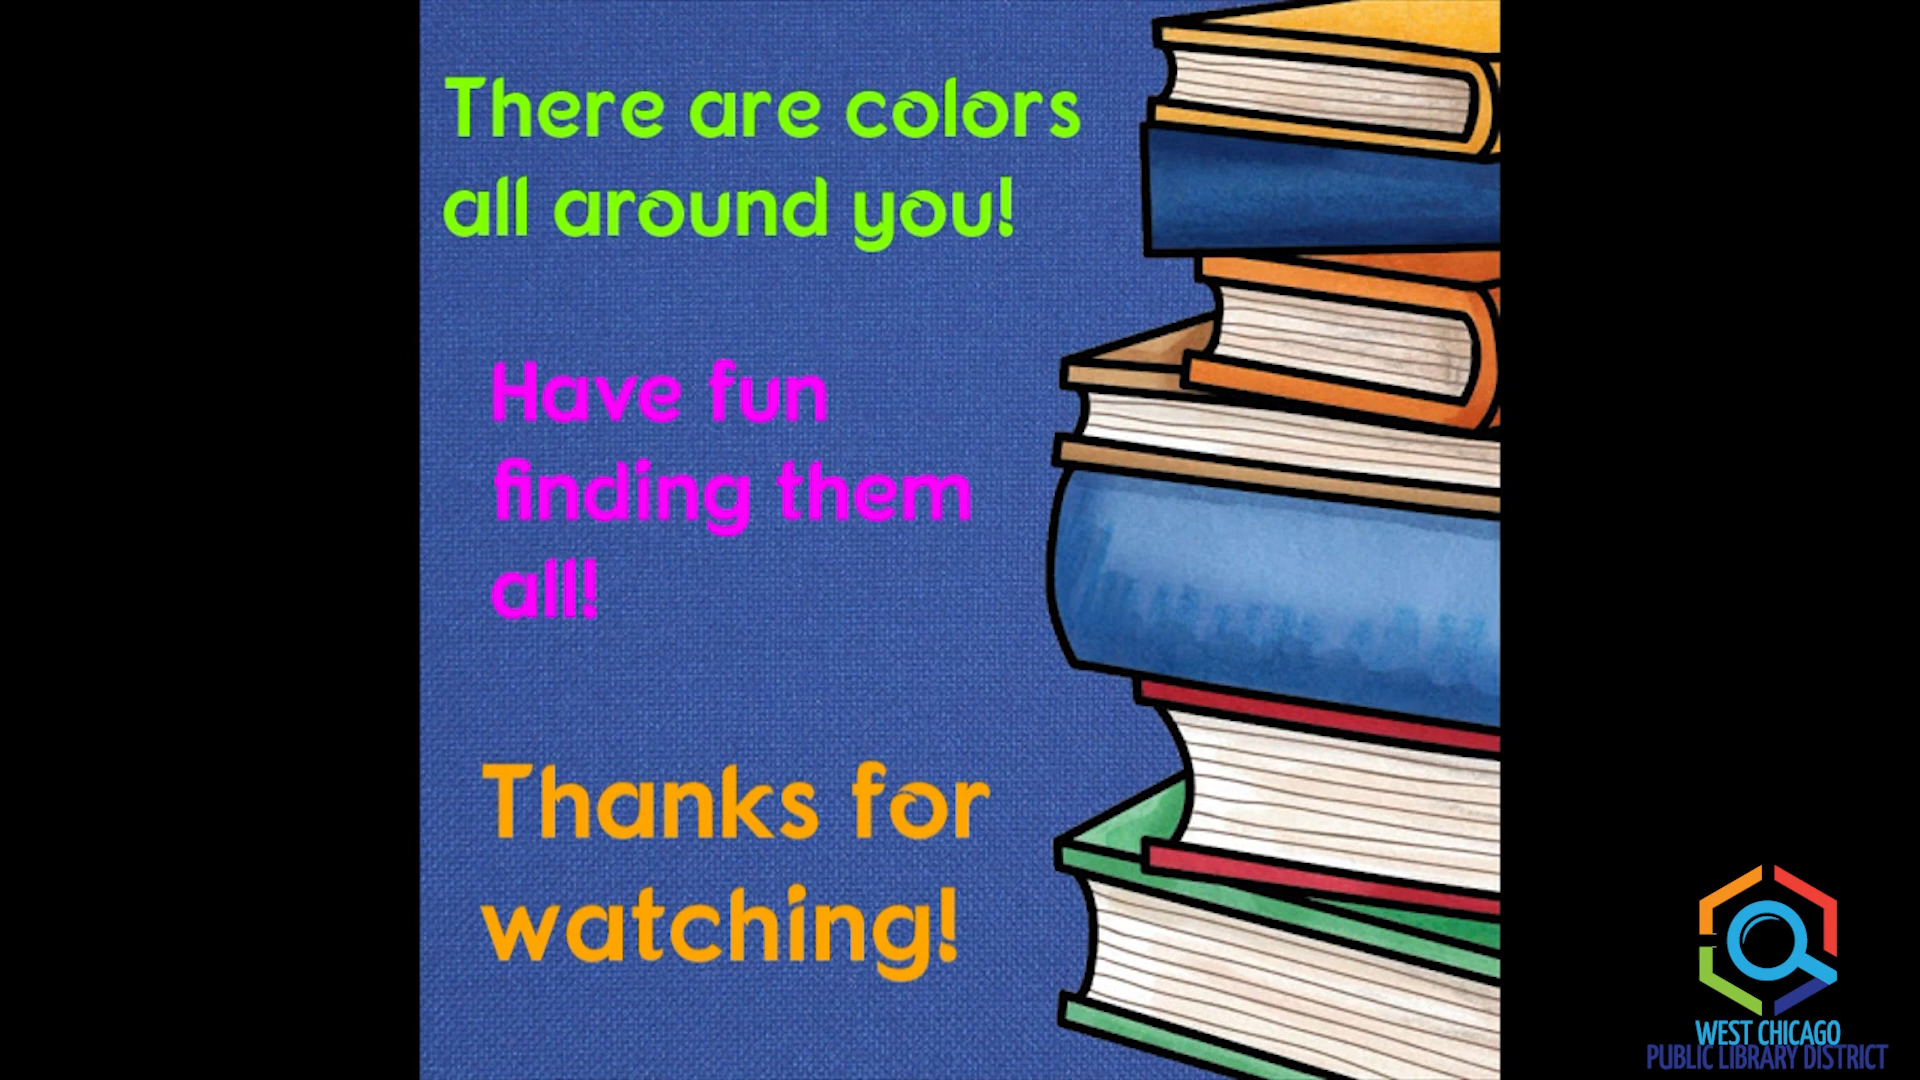 There are colors
all around you!
Have fun
finding them
all!
Thanks for
watching!
WEST CHICAGO
PUBLIC LIBRARY DISTRICT